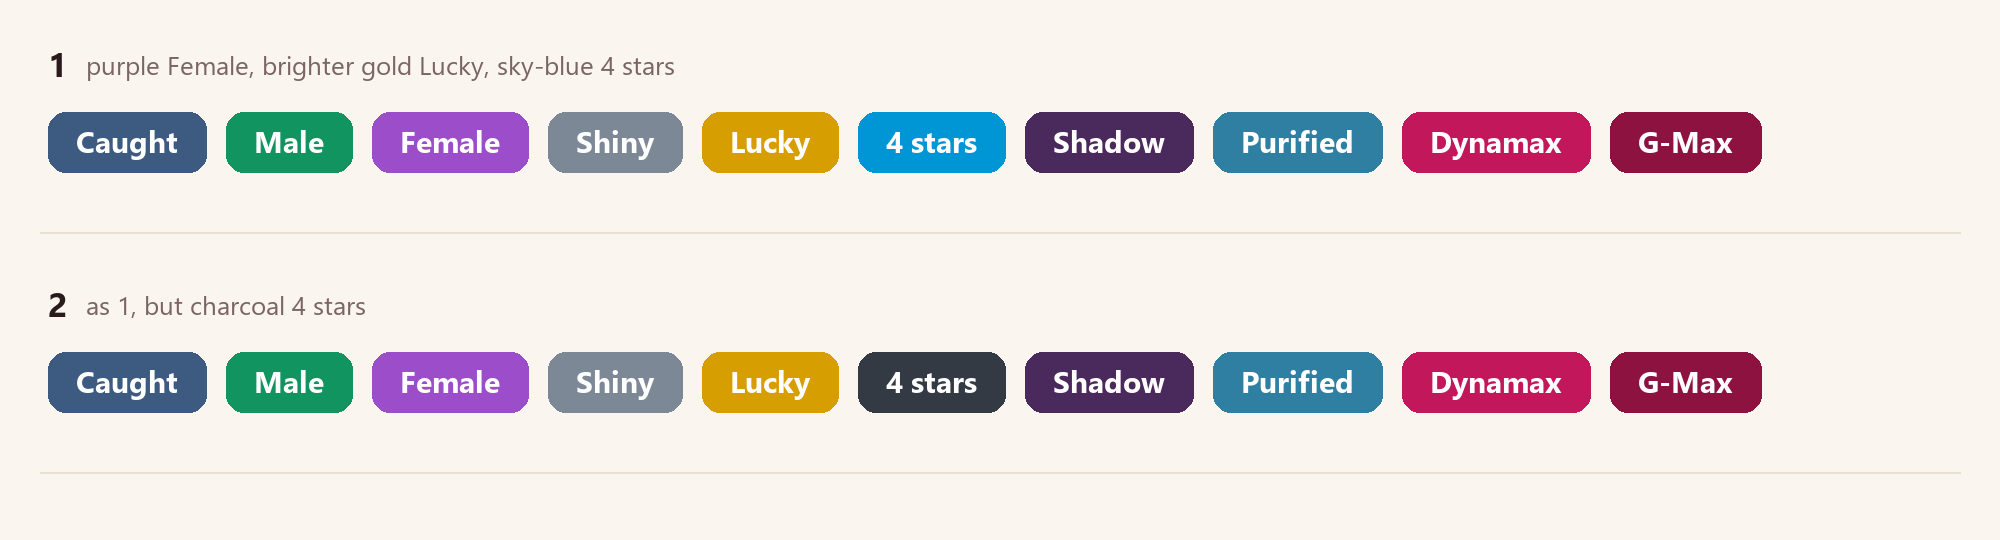 1 purple Female, brighter gold Lucky, sky-blue 4 stars
Caught Male Female Shiny Lucky 4 stars Shadow Purified Dynamax G-Max
2 as 1, but charcoal 4 stars
Caught Male Female Shiny Lucky 4 stars Shadow Purified Dynamax G-Max